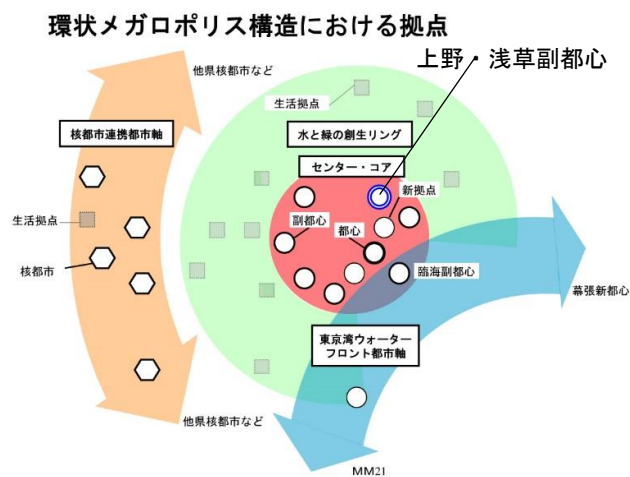 環状メガロポリス構造における拠点
上野・浅草副都心
他県核都市など
生活拠点
核都市連携都市軸
水と緑の創生リング
センター・コア
新拠点
副都心
都心
生活拠点
核都市
臨海副都心
幕張新都心
東京湾ウォーター
フロント都市軸
他県核都市など
MM21